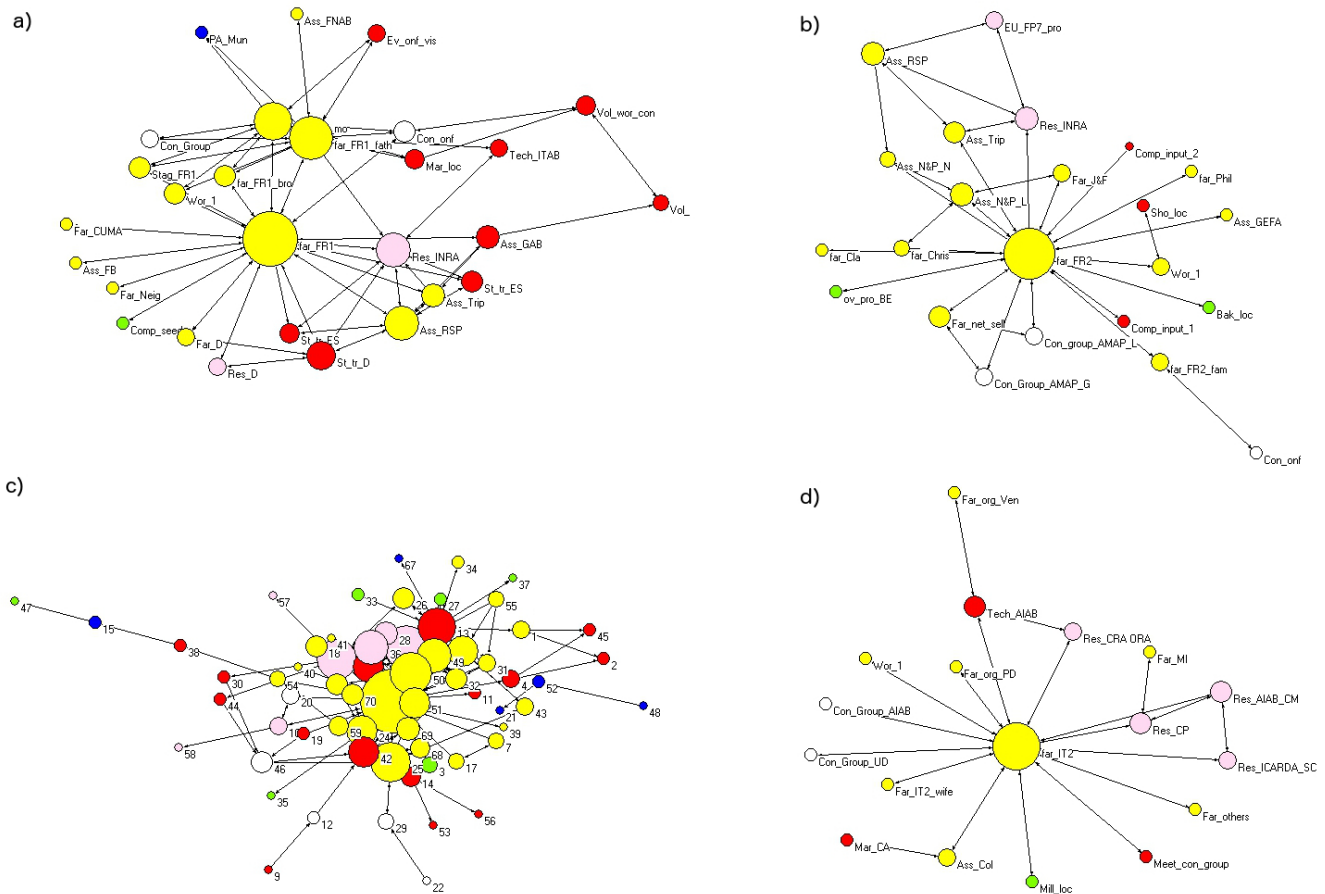 a)
Ass_FNAB
PA_Mun
Ev_onf_vis
Vol_wor_con
mo
Con_Group
Con_onf
far_FR1_fath
Tech_ITAB
Mar_loc
Stag_FR1
far_FR1_bro
Wor_1
Vol_
Far_CUMA
far_FR1
Ass_GAB
Res_INRA
Ass_FB
St_tr_ES
Far_Neig
Ass_Trip
Comp_seed
Ass_RSP
Far_D
St_tr_ES
St_tr_D
Res_D
b)
EU_FP7_pro
Ass_RSP
Res_INRA
Ass_Trip
Comp_input_2
Ass_N&P_N
Far_J&F
far_Phil
Ass_N&P_L
Sho_loc
Ass_GEFA
far_Cla
far_Chris
far_FR2
Wor_1
ov_pro_BE
Bak_loc
Far_net_self
Comp_input_1
Con_group_AMAP_L
far_FR2_fam
Con_Group_AMAP_G
Con_onf
c)
67
34
37
47
57
33
26
27
55
15
13
1
45
38
41
28
18
36
49
31
2
30
40
54
50
32
4
52
44
20
70
11
48
51
21
43
10
19
59
24
69
39
58
46
42
68
7
25
3
17
35
14
12
29
53
56
9
22
d)
Far_org_Ven
Tech_AIAB
Res_CRA ORA
Wor_1
Far_org_PD
Far_MI
Con_Group_AIAB
Res_AIAB_CM
Res_CP
far_IT2
Con_Group_UD
Res_ICARDA_SC
Far_IT2_wife
Far_others
Mar_CA
Ass_Col
Meet_con_group
Mill_loc